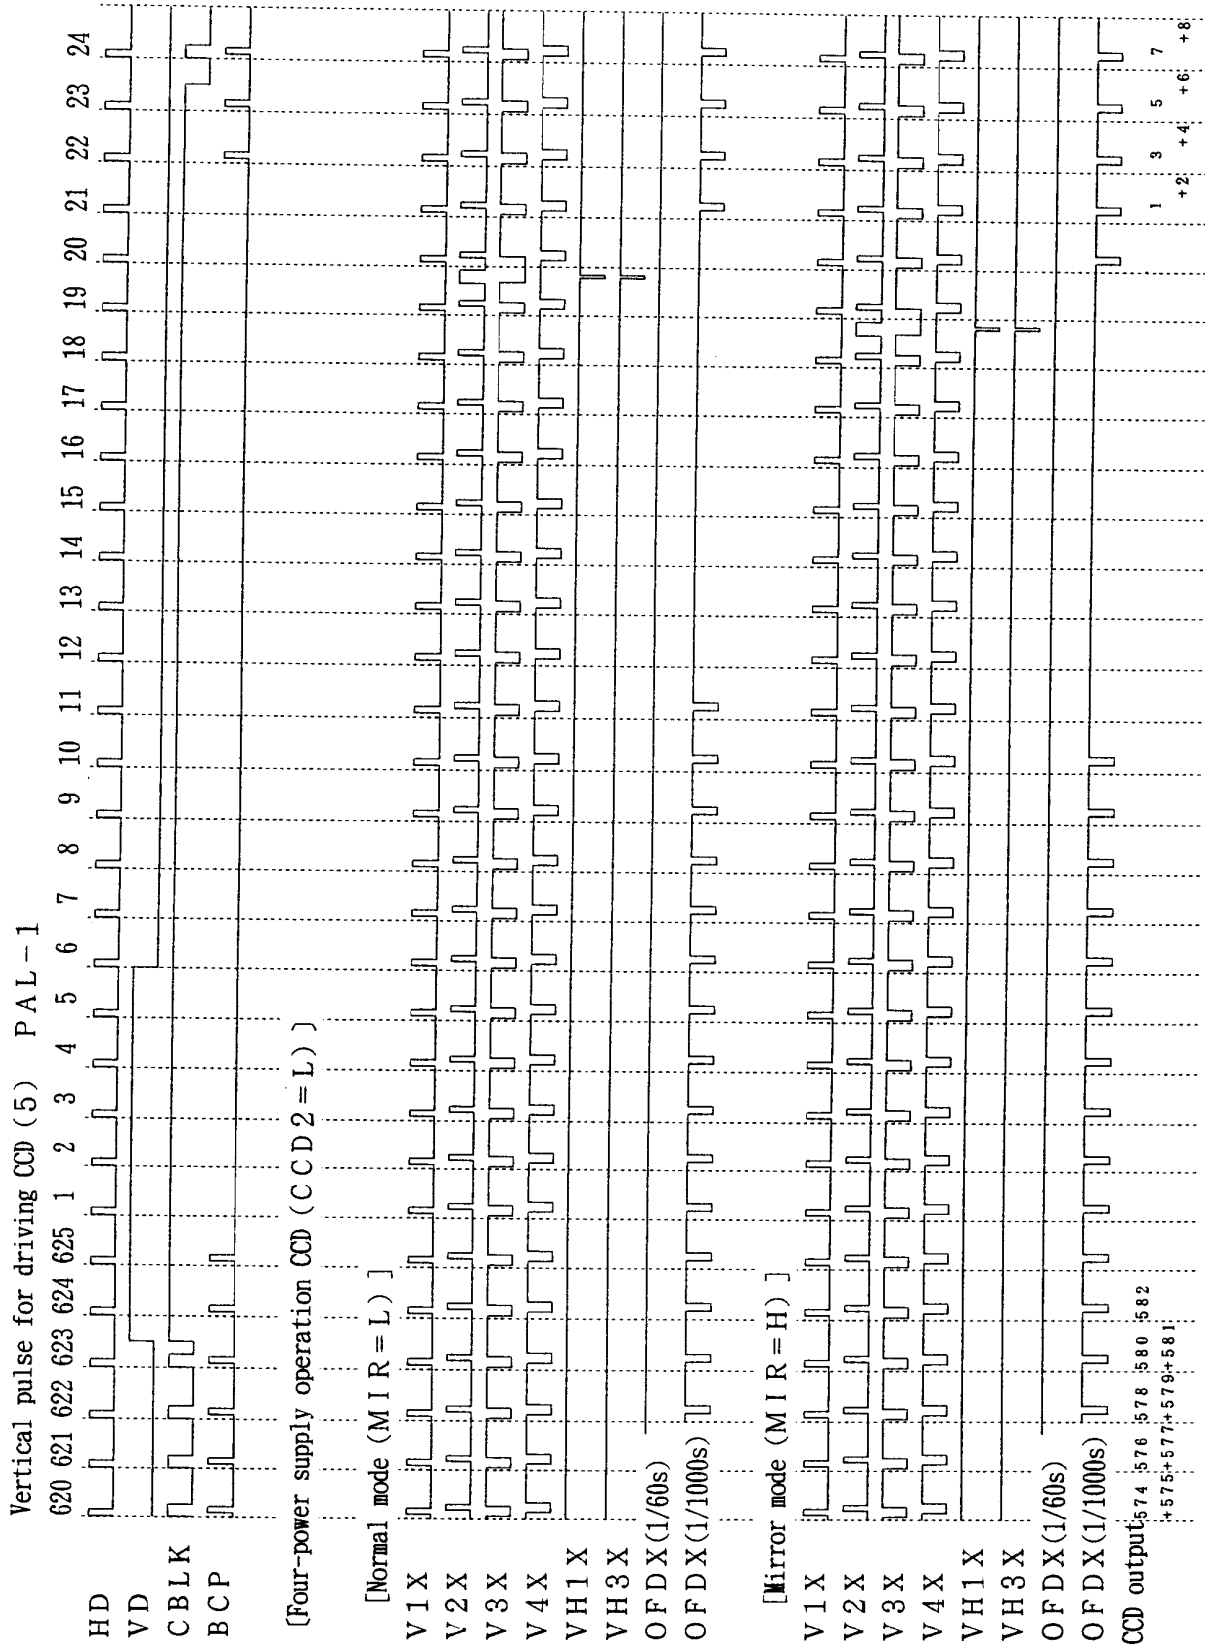 Vertical pulse for driving CCD (5) PAL-1
620 621 622 623 624 625 1 2 3 4 5 6 7 8 9 10 11 12 13 14 15 16 17 18 19 20 21 22 23 24
HD
VD
CBLK
BCP
[Four-power supply operation CCD (CCD2=L)]
[Normal mode (MIR=L)]
V1X
V2X
V3X
V4X
VH1X
VH3X
OFDX(1/60s)
OFDX(1/1000s)
[Mirror mode (MIR=H)]
V1X
V2X
V3X
V4X
VH1X
VH3X
OFDX(1/60s)
OFDX(1/1000s)
CCD output 574 576 578 580 582 1 3 5 7
+575+577+579+581 +2 +4 +6 +8